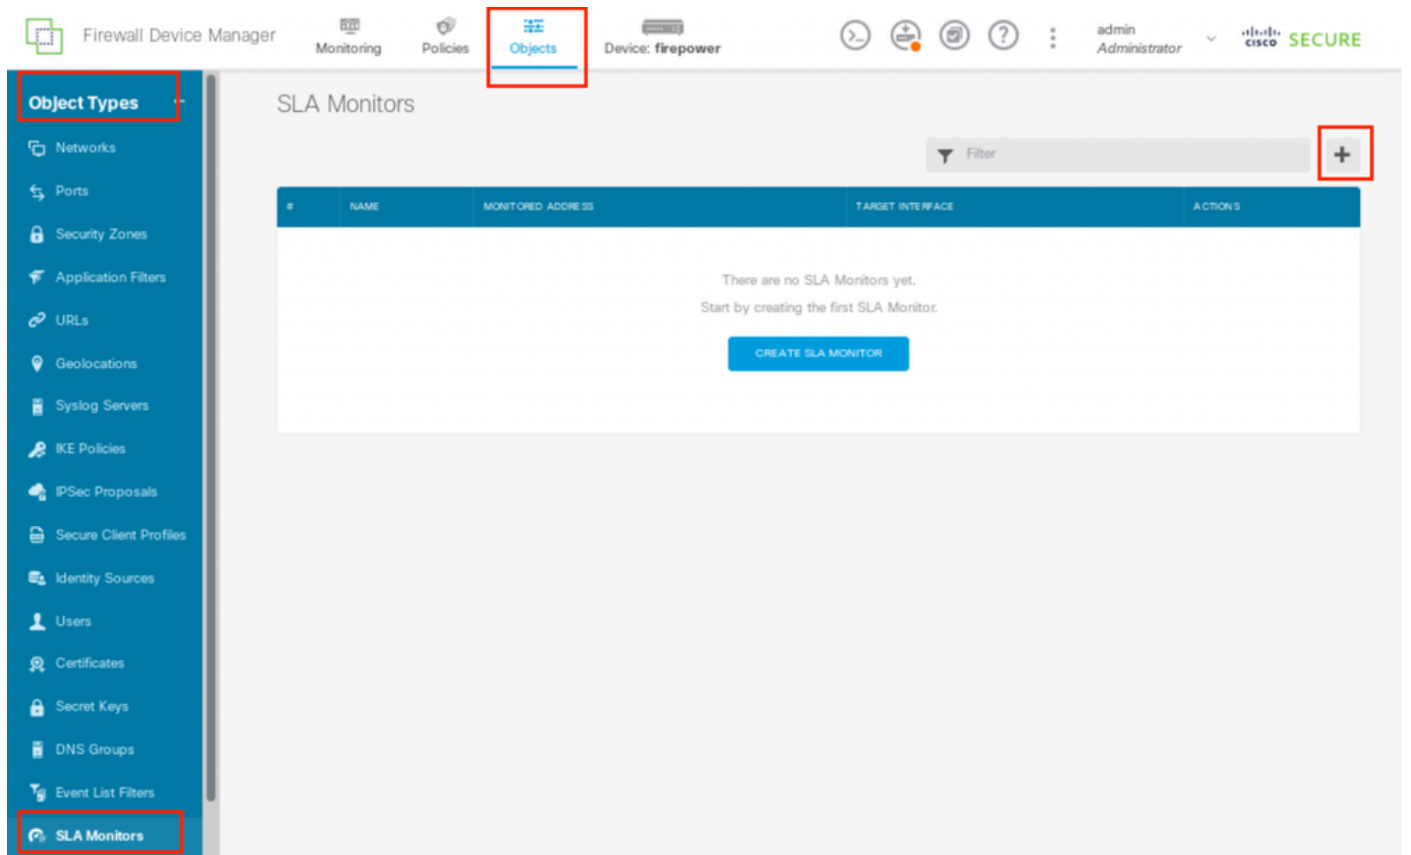 Firewall Device Manager
Monitoring
Policies
Objects
Device: firepower
admin
Administrator
cisco SECURE
Object Types
Networks
Ports
Security Zones
Application Filters
URLs
Geolocations
Syslog Servers
IKE Policies
IPSec Proposals
Secure Client Profiles
Identity Sources
Users
Certificates
Secret Keys
DNS Groups
Event List Filters
SLA Monitors
SLA Monitors
Filter
# NAME MONITORED ADDRESS TARGET INTERFACE ACTIONS
There are no SLA Monitors yet.
Start by creating the first SLA Monitor.
CREATE SLA MONITOR